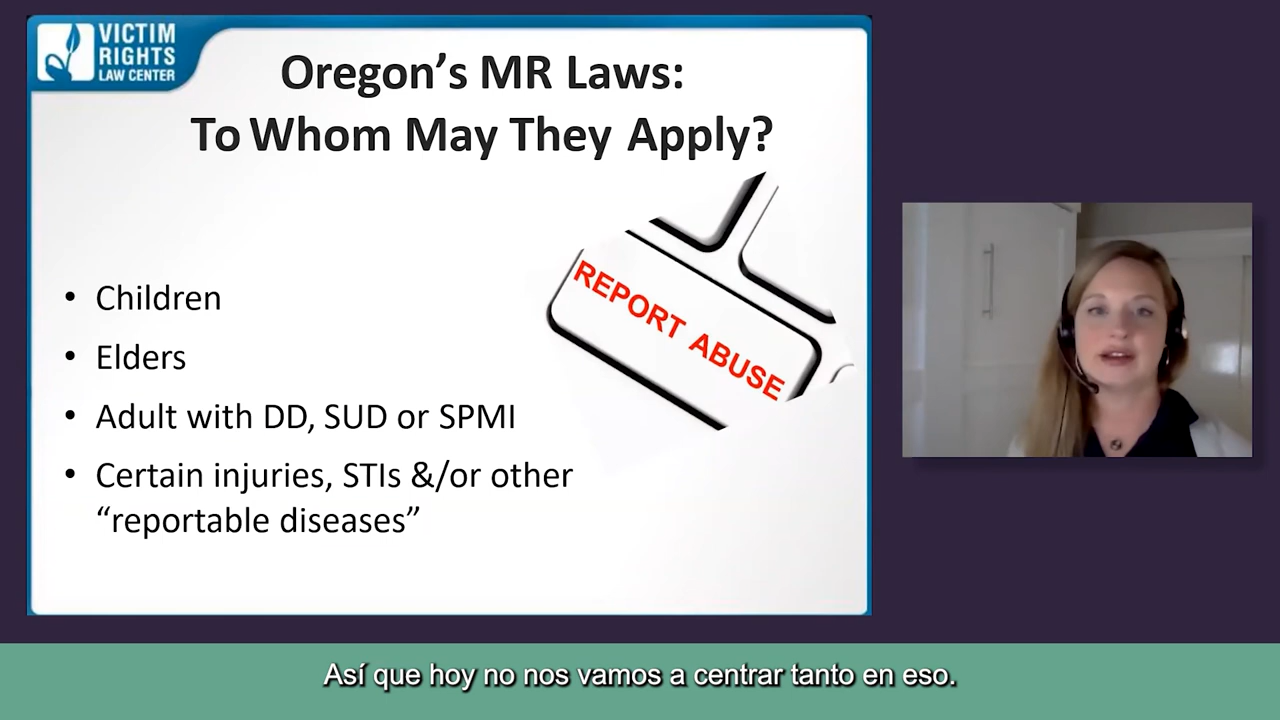 VICTIM
RIGHTS
LAW CENTER
Oregon’s MR Laws:
To Whom May They Apply?
REPORT ABUSE
• Children
• Elders
• Adult with DD, SUD or SPMI
• Certain injuries, STIs &/or other
“reportable diseases”
Así que hoy no nos vamos a centrar tanto en eso.